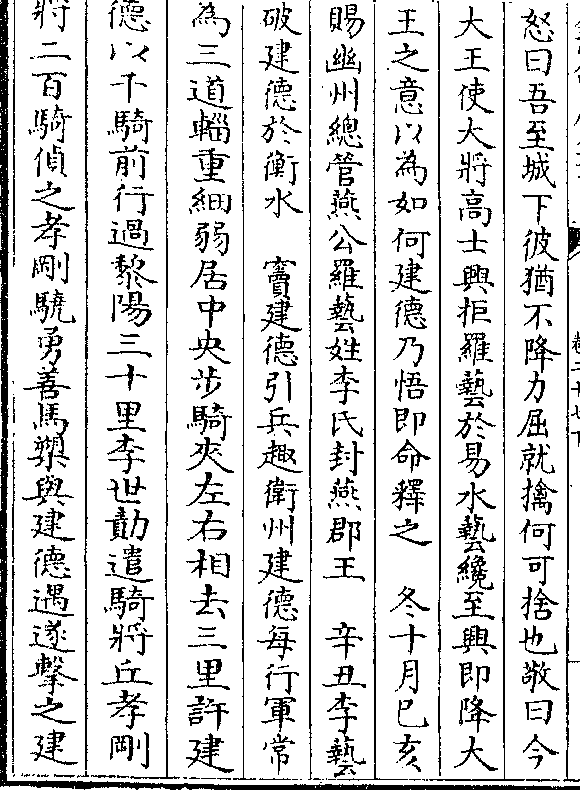 怒曰吾至城下彼猶不降力屈就擒何可捨也敬曰今
大王使大將高士興拒羅藝於易水藝纔至興即降大
王之意以為如何建德乃悟即命釋之　冬十月己亥
賜幽州總管燕公羅藝姓李氏封燕郡王　辛丑李藝
破建德於衡水　竇建德引兵趣衛州建德每行軍常
為三道輜重細弱居中央步騎夾左右相去三里許建
德以千騎前行過黎陽三十里李世勣遣騎將丘孝剛
將二百騎偵之孝剛驍勇善馬槊與建德遇遂擊之建